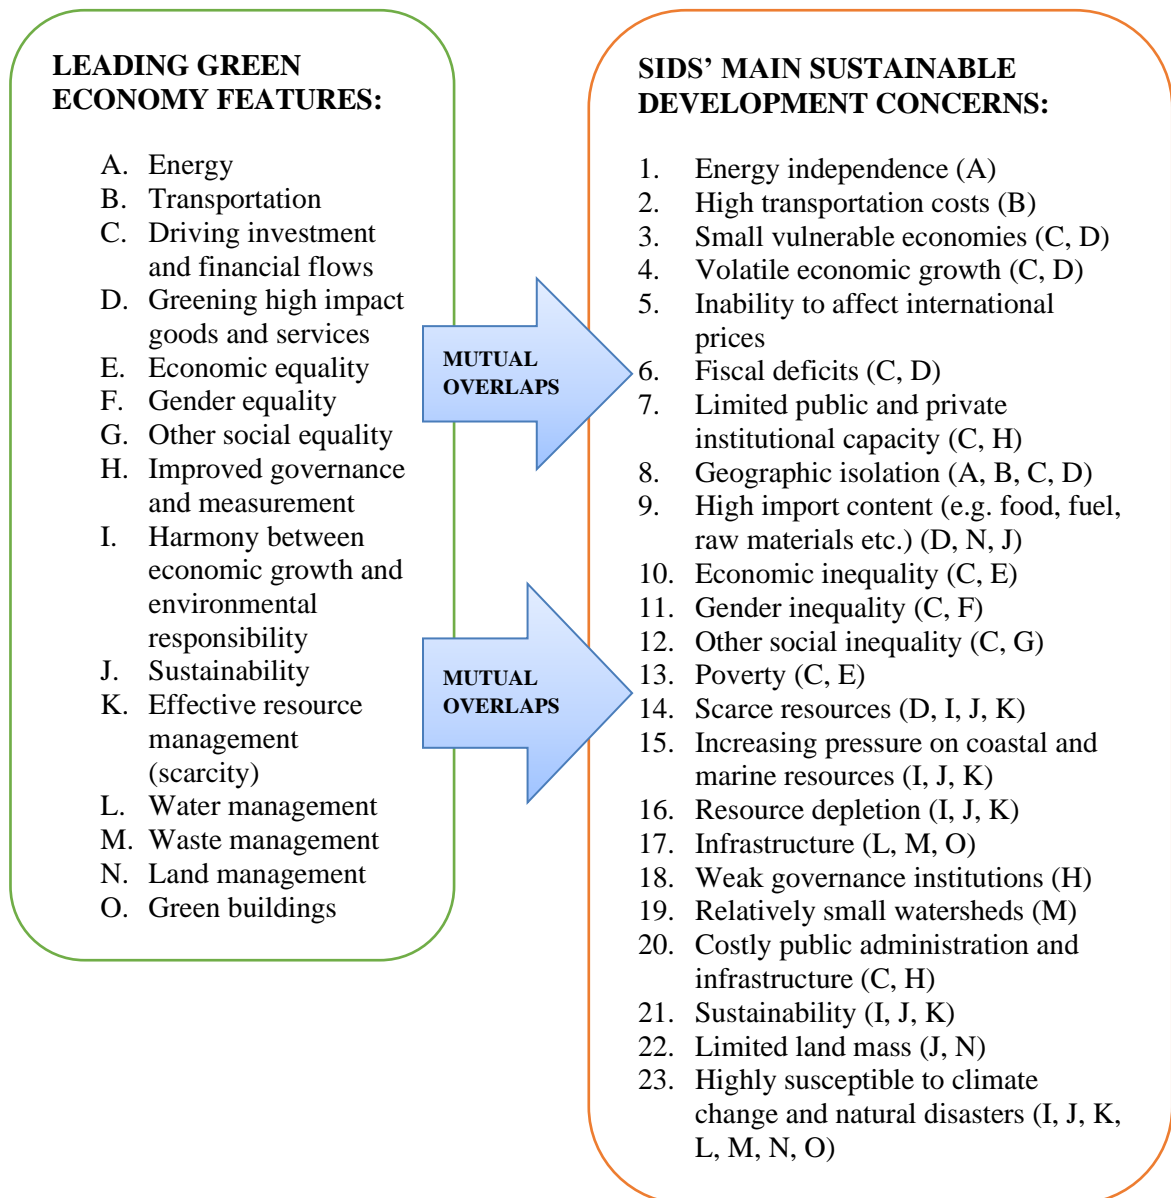 LEADING GREEN
ECONOMY FEATURES:
A. Energy
B. Transportation
C. Driving investment
and financial flows
D. Greening high impact
goods and services
E. Economic equality
F. Gender equality
G. Other social equality
H. Improved governance
and measurement
I. Harmony between
economic growth and
environmental
responsibility
J. Sustainability
K. Effective resource
management
(scarcity)
L. Water management
M. Waste management
N. Land management
O. Green buildings
MUTUAL
OVERLAPS
MUTUAL
OVERLAPS
SIDS’ MAIN SUSTAINABLE
DEVELOPMENT CONCERNS:
1. Energy independence (A)
2. High transportation costs (B)
3. Small vulnerable economies (C, D)
4. Volatile economic growth (C, D)
5. Inability to affect international
prices
6. Fiscal deficits (C, D)
7. Limited public and private
institutional capacity (C, H)
8. Geographic isolation (A, B, C, D)
9. High import content (e.g. food, fuel,
raw materials etc.) (D, N, J)
10. Economic inequality (C, E)
11. Gender inequality (C, F)
12. Other social inequality (C, G)
13. Poverty (C, E)
14. Scarce resources (D, I, J, K)
15. Increasing pressure on coastal and
marine resources (I, J, K)
16. Resource depletion (I, J, K)
17. Infrastructure (L, M, O)
18. Weak governance institutions (H)
19. Relatively small watersheds (M)
20. Costly public administration and
infrastructure (C, H)
21. Sustainability (I, J, K)
22. Limited land mass (J, N)
23. Highly susceptible to climate
change and natural disasters (I, J, K,
L, M, N, O)